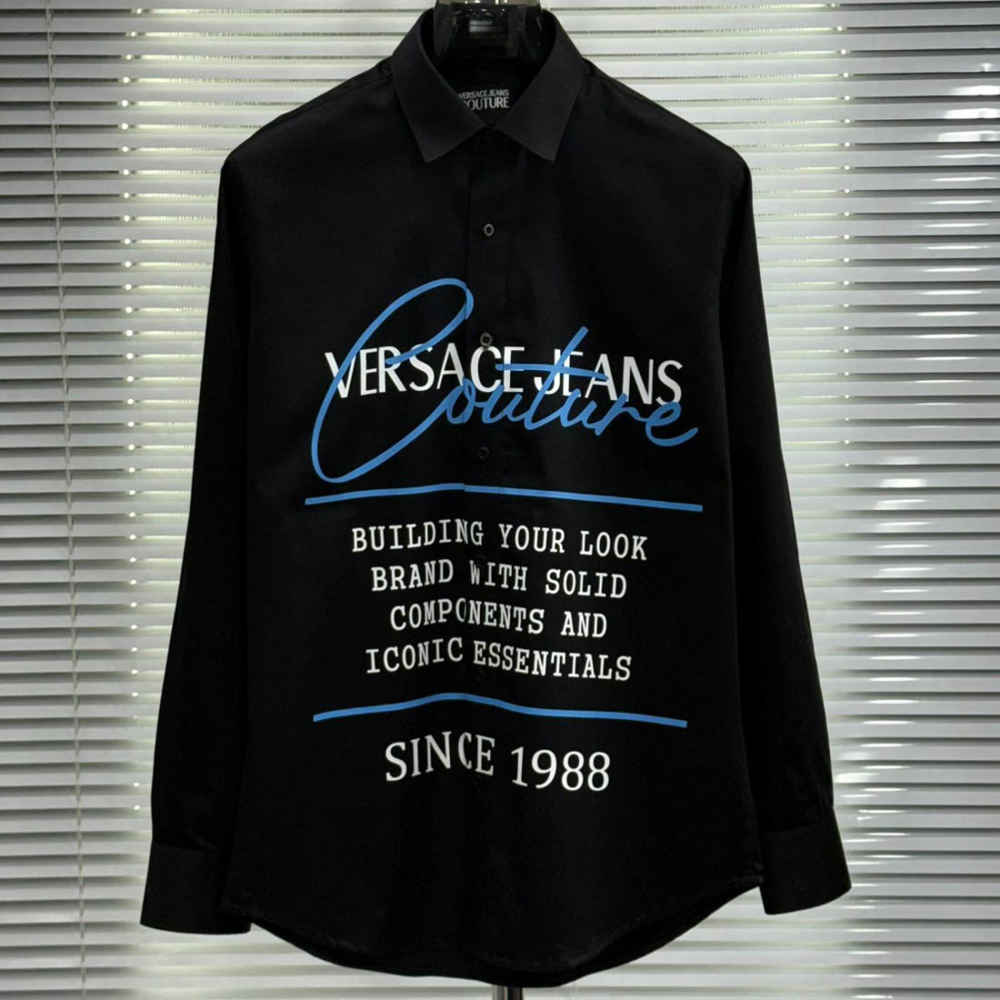 VERSACE JEANS
COUTURE
VERSACE JEANS
Couture
BUILDING YOUR LOOK
BRAND WITH SOLID
COMPONENTS AND
ICONIC ESSENTIALS
SINCE 1988